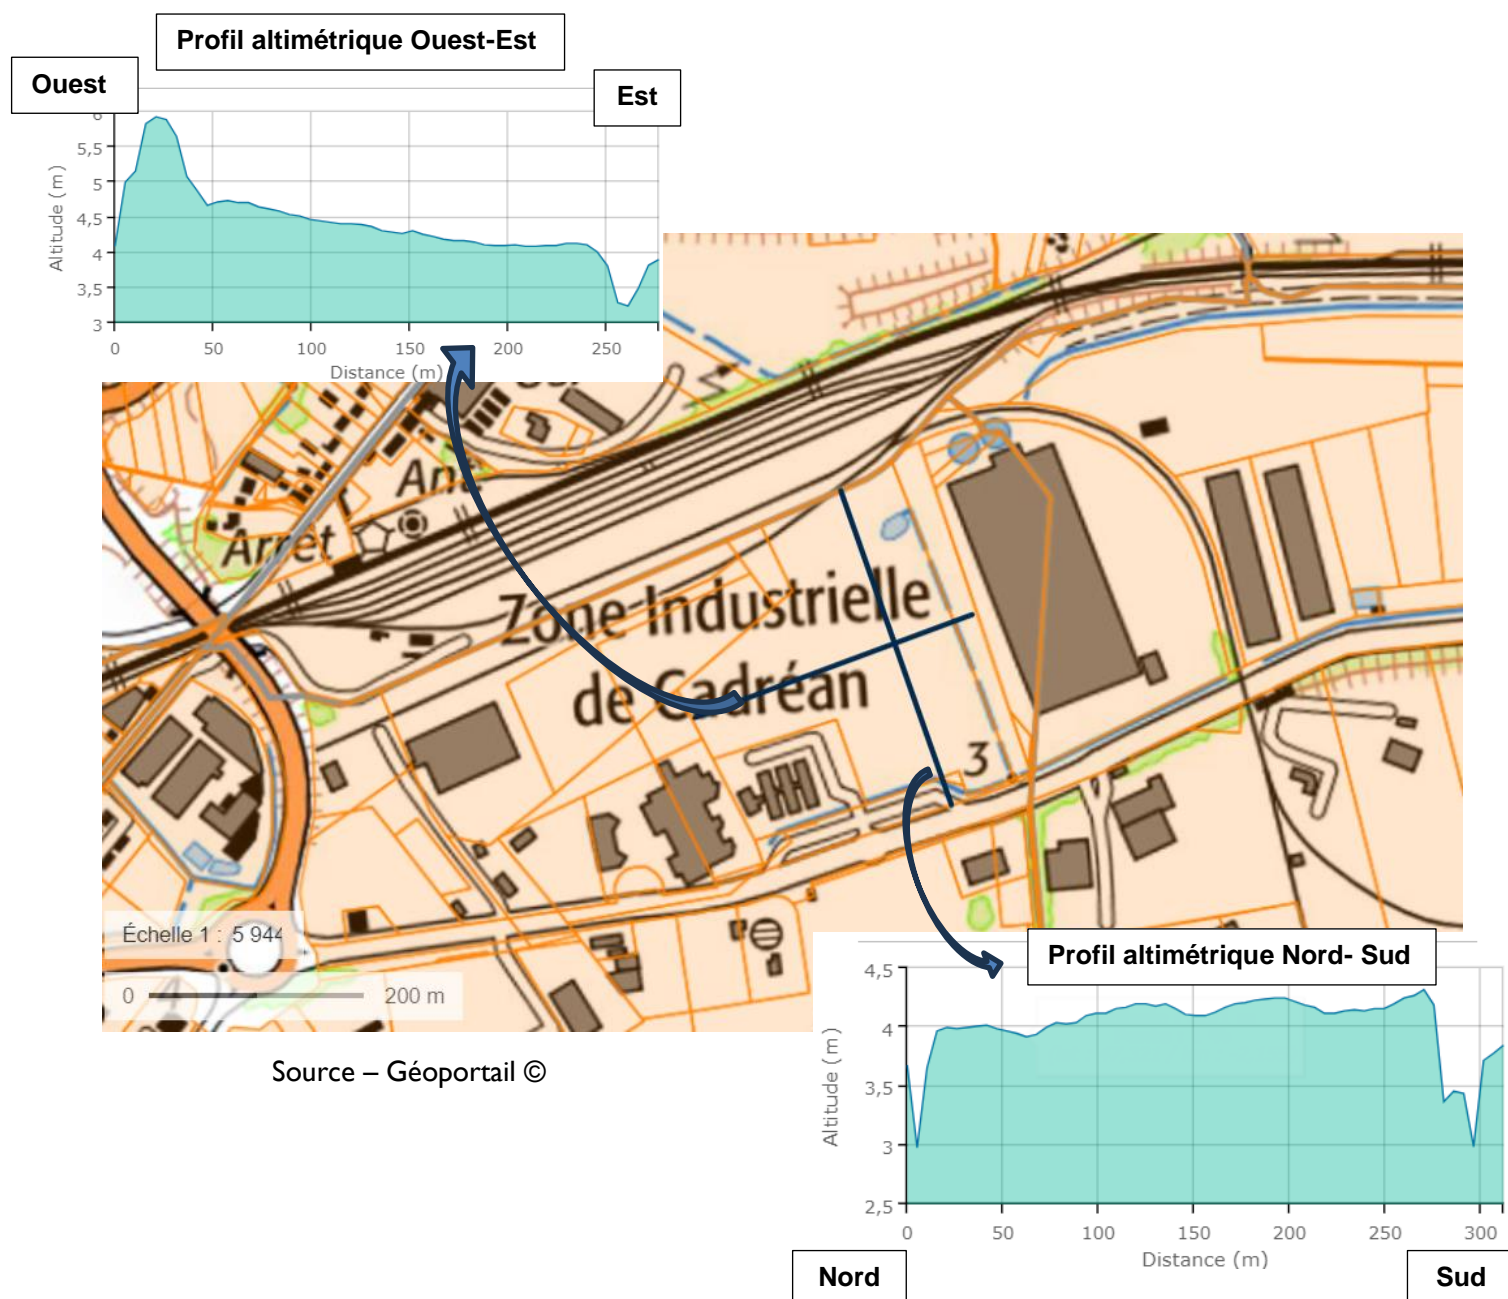 Profil altimétrique Ouest-Est
Ouest
Est
6
5,5
5
4,5
4
3,5
3
Altitude (m)
0
50
100
150
200
250
Distance (m)
Arrêt
Zone Industrielle
de Cadréan
3
Échelle 1 : 5 944
0
200 m
Source – Géoportail ©
Profil altimétrique Nord- Sud
4,5
4
3,5
3
2,5
Altitude (m)
0
50
100
150
200
250
300
Distance (m)
Nord
Sud